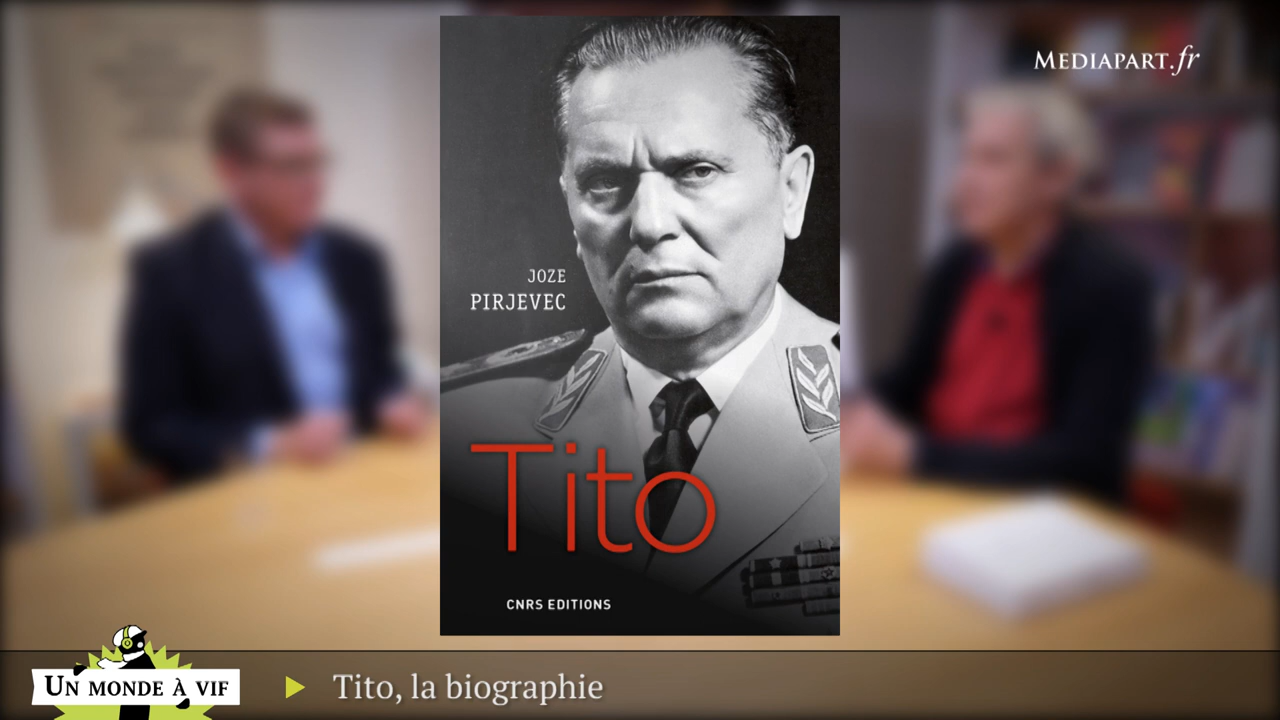 MEDIAPART.fr
JOZE
PIRJEVEC
Tito
CNRS EDITIONS
UN MONDE À VIF
Tito, la biographie